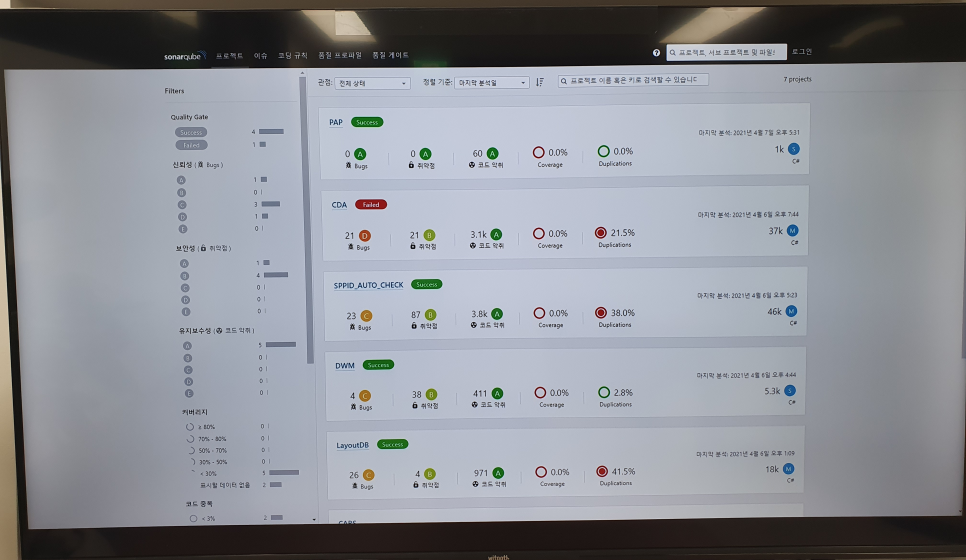 sonarqube 프로젝트 이슈 코딩 규칙 품질 프로파일 품질 게이트 ? 프로젝트, 서브 프로젝트 및 파일을 로그인
Filters
Quality Gate
Success 4
Failed 1
신뢰성 ( Bugs )
A 1
B 0
C 3
D 1
E 0
보안성 ( 취약점 )
A 1
B 4
C 0
D 0
E 0
유지보수성 ( 코드 악취 )
A 5
B 0
C 0
D 0
E 0
커버리지
≥ 80% 0
70% - 80% 0
50% - 70% 0
30% - 50% 0
< 30% 5
표시할 데이터 없음 2
코드 중복
< 3% 2
관점: 전체 상태 정렬 기준: 마지막 분석일 프로젝트 이름 혹은 키로 검색할 수 있습니다 7 projects
PAP Success
마지막 분석: 2021년 4월 7일 오후 5:31
0 A 0 A 60 A 0.0% 0.0% 1k S
Bugs 취약점 코드 악취 Coverage Duplications C#
CDA Failed
마지막 분석: 2021년 4월 6일 오후 7:44
21 D 21 B 3.1k A 0.0% 21.5% 37k M
Bugs 취약점 코드 악취 Coverage Duplications C#
SPPID_AUTO_CHECK Success
마지막 분석: 2021년 4월 6일 오후 5:23
23 C 87 B 3.8k A 0.0% 38.0% 46k M
Bugs 취약점 코드 악취 Coverage Duplications C#
DWM Success
마지막 분석: 2021년 4월 6일 오후 4:44
4 C 38 B 411 A 0.0% 2.8% 5.3k S
Bugs 취약점 코드 악취 Coverage Duplications C#
LayoutDB Success
마지막 분석: 2021년 4월 6일 오후 1:09
26 C 4 B 971 A 0.0% 41.5% 18k M
Bugs 취약점 코드 악취 Coverage Duplications C#